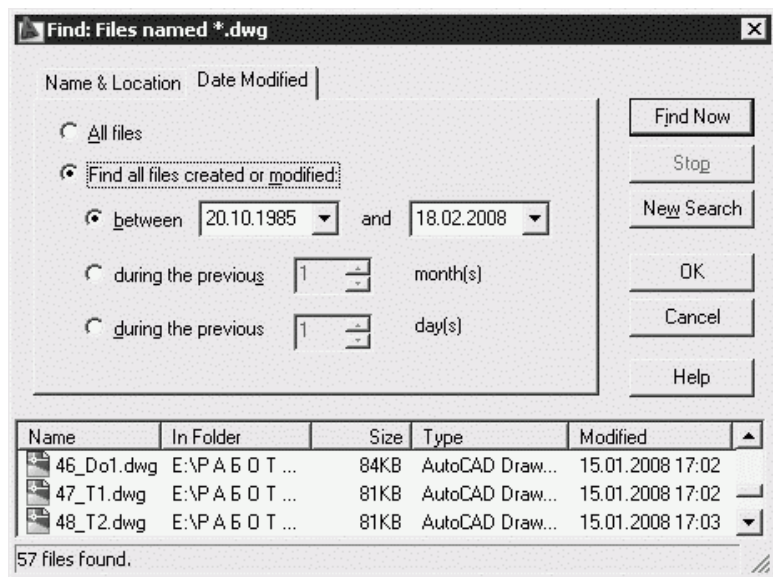 Find: Files named *.dwg
Name & Location Date Modified
All files
Find all files created or modified:
between 20.10.1985 and 18.02.2008
during the previous 1 month(s)
during the previous 1 day(s)
Find Now
Stop
New Search
OK
Cancel
Help
Name In Folder Size Type Modified
46_Do1.dwg E:\Р А Б О Т ... 84KB AutoCAD Draw... 15.01.2008 17:02
47_T1.dwg E:\Р А Б О Т ... 81KB AutoCAD Draw... 15.01.2008 17:02
48_T2.dwg E:\Р А Б О Т ... 81KB AutoCAD Draw... 15.01.2008 17:03
57 files found.